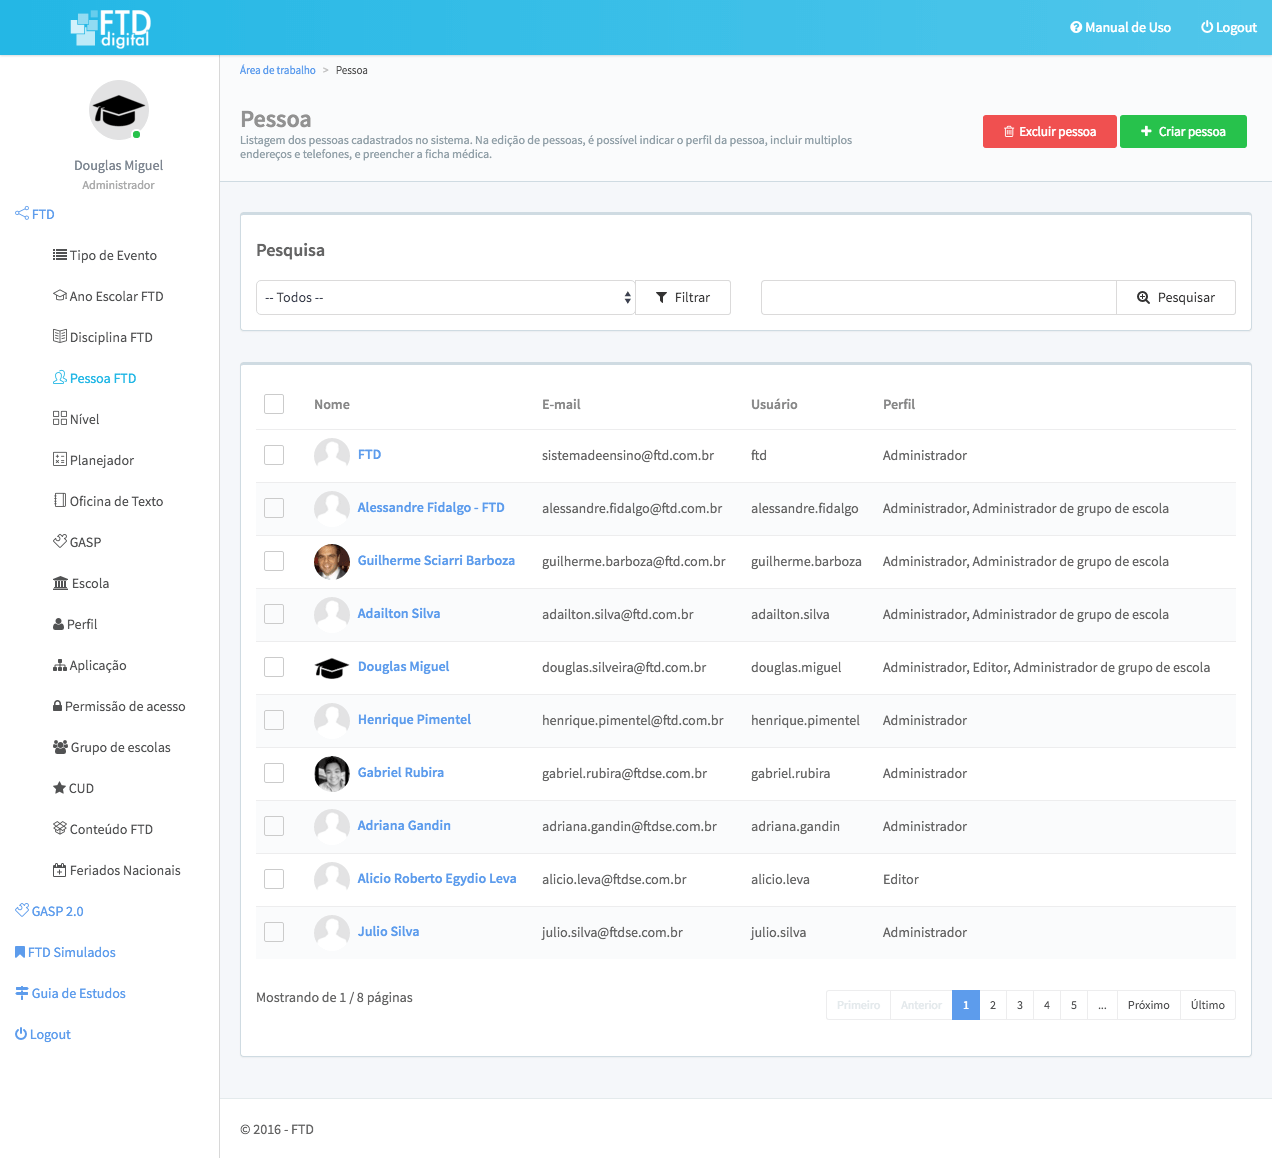 FTD
digital
Manual de Uso
Logout
Douglas Miguel
Administrador
FTD
Tipo de Evento
Ano Escolar FTD
Disciplina FTD
Pessoa FTD
Nível
Planejador
Oficina de Texto
GASP
Escola
Perfil
Aplicação
Permissão de acesso
Grupo de escolas
CUD
Conteúdo FTD
Feriados Nacionais
GASP 2.0
FTD Simulados
Guia de Estudos
Logout
Área de trabalho > Pessoa
Pessoa
Listagem dos pessoas cadastrados no sistema. Na edição de pessoas, é possível indicar o perfil da pessoa, incluir multiplos
endereços e telefones, e preencher a ficha médica.
Excluir pessoa
Criar pessoa
Pesquisa
-- Todos --
Filtrar
Pesquisar
Nome E-mail Usuário Perfil
FTD sistemadeensino@ftd.com.br ftd Administrador
Alessandre Fidalgo - FTD alessandre.fidalgo@ftd.com.br alessandre.fidalgo Administrador, Administrador de grupo de escola
Guilherme Sciarri Barboza guilherme.barboza@ftd.com.br guilherme.barboza Administrador, Administrador de grupo de escola
Adailton Silva adailton.silva@ftd.com.br adailton.silva Administrador, Administrador de grupo de escola
Douglas Miguel douglas.silveira@ftd.com.br douglas.miguel Administrador, Editor, Administrador de grupo de escola
Henrique Pimentel henrique.pimentel@ftd.com.br henrique.pimentel Administrador
Gabriel Rubira gabriel.rubira@ftdse.com.br gabriel.rubira Administrador
Adriana Gandin adriana.gandin@ftdse.com.br adriana.gandin Administrador
Alicio Roberto Egydio Leva alicio.leva@ftdse.com.br alicio.leva Editor
Julio Silva julio.silva@ftdse.com.br julio.silva Administrador
Mostrando de 1 / 8 páginas
Primeiro Anterior 1 2 3 4 5 ... Próximo Último
© 2016 - FTD